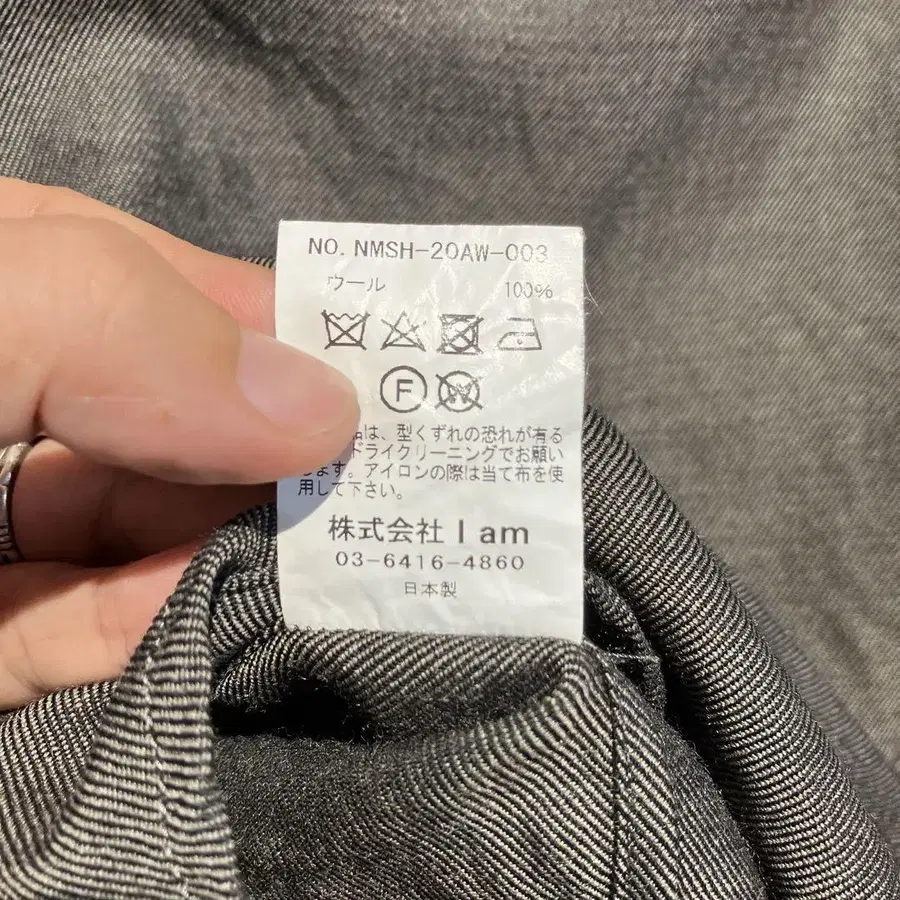 NO. NMSH-20AW-003
ウール 100%
F
W
は、型くずれの恐れが有る
ドライクリーニングでお願い
します。アイロンの際は当て布を使
用して下さい。
株式会社 I am
03-6416-4860
日本製